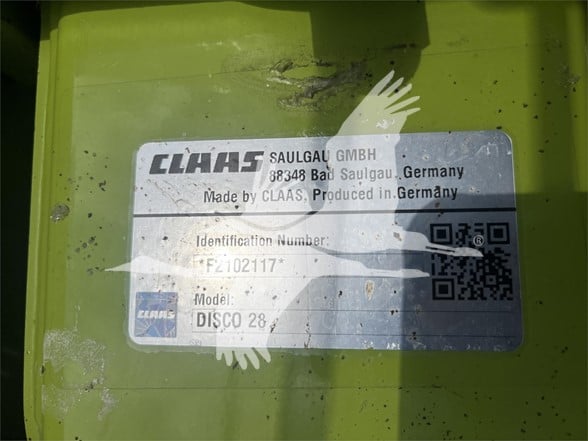 CLAAS SAULGAU GMBH
88348 Bad Saulgau, Germany
Made by CLAAS, Produced in Germany
Identification Number:
*F2102117*
Model:
CLAAS DISCO 28
®